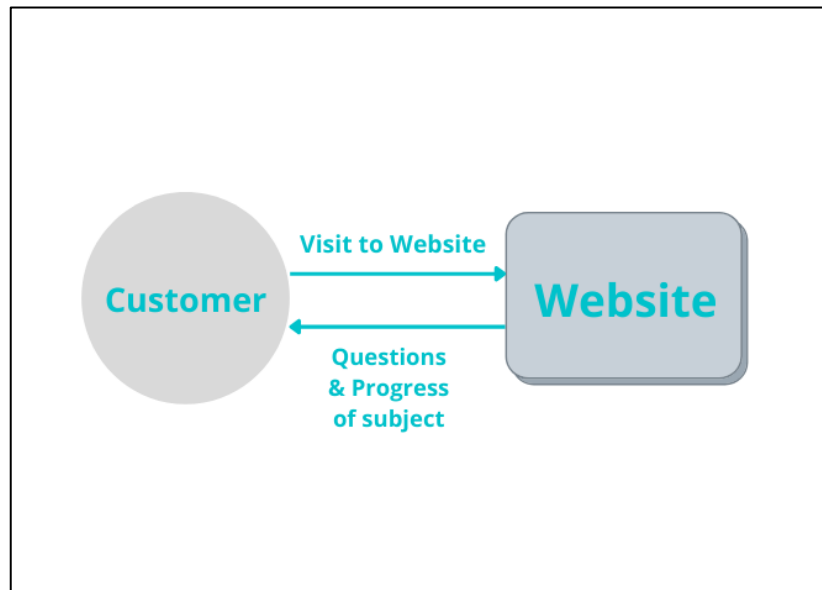 Visit to Website
Customer
Website
Questions
& Progress
of subject